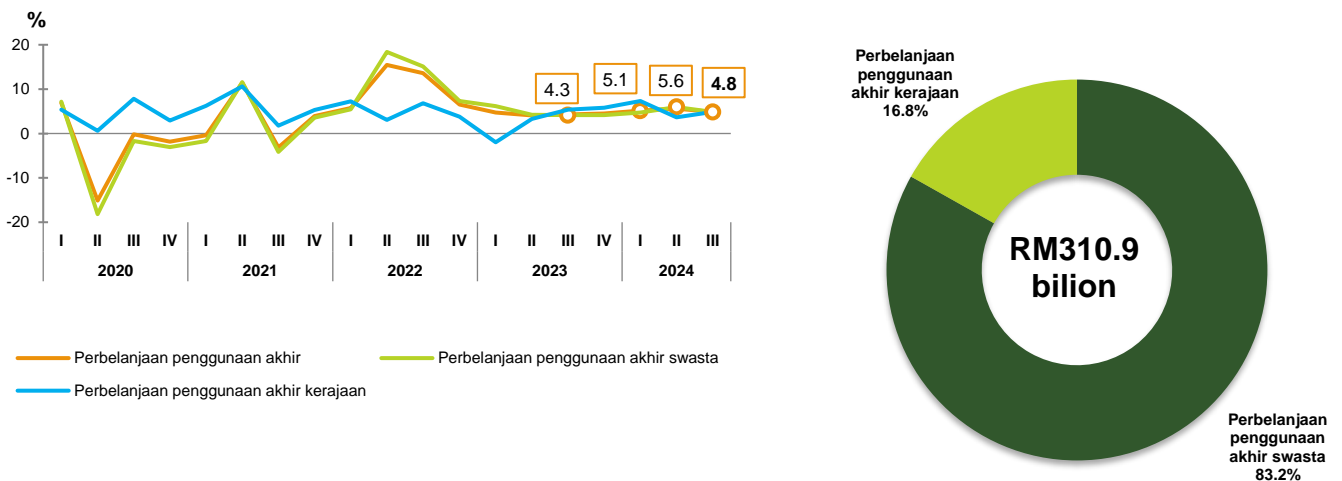 %
20
10
0
-10
-20
4.3
5.1
5.6
4.8
I II III IV I II III IV I II III IV I II III IV I II III
2020 2021 2022 2023 2024
Perbelanjaan penggunaan akhir
Perbelanjaan penggunaan akhir swasta
Perbelanjaan penggunaan akhir kerajaan
Perbelanjaan
penggunaan
akhir kerajaan
16.8%
RM310.9
bilion
Perbelanjaan
penggunaan
akhir swasta
83.2%